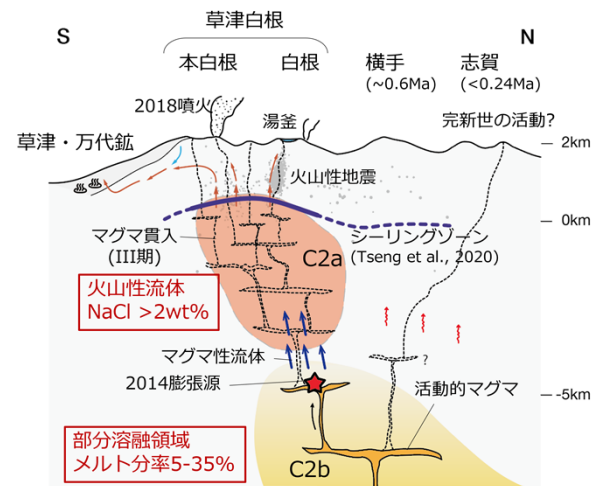 草津白根
S
N
本白根
白根
横手
(~0.6Ma)
志賀
(<0.24Ma)
2018噴火
湯釜
完新世の活動?
草津・万代鉱
2km
火山性地震
0km
マグマ貫入
(III期)
C2a
シーリングゾーン
(Tseng et al., 2020)
火山性流体
NaCl >2wt%
マグマ性流体
?
2014膨張源
活動的マグマ
-5km
部分溶融領域
メルト分率5-35%
C2b